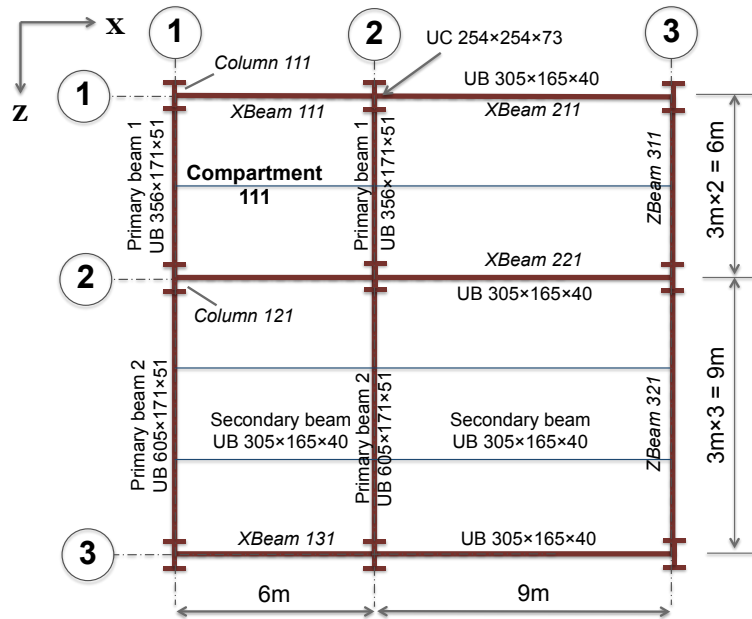 x
z
1
2
3
1
2
3
Column 111
UC 254×254×73
UB 305×165×40
XBeam 111
XBeam 211
Primary beam 1
UB 356×171×51
Compartment
111
Primary beam 1
UB 356×171×51
ZBeam 311
3m×2 = 6m
XBeam 221
UB 305×165×40
Column 121
Primary beam 2
UB 605×171×51
Secondary beam
UB 305×165×40
Primary beam 2
UB 605×171×51
Secondary beam
UB 305×165×40
ZBeam 321
3m×3 = 9m
XBeam 131
UB 305×165×40
6m
9m